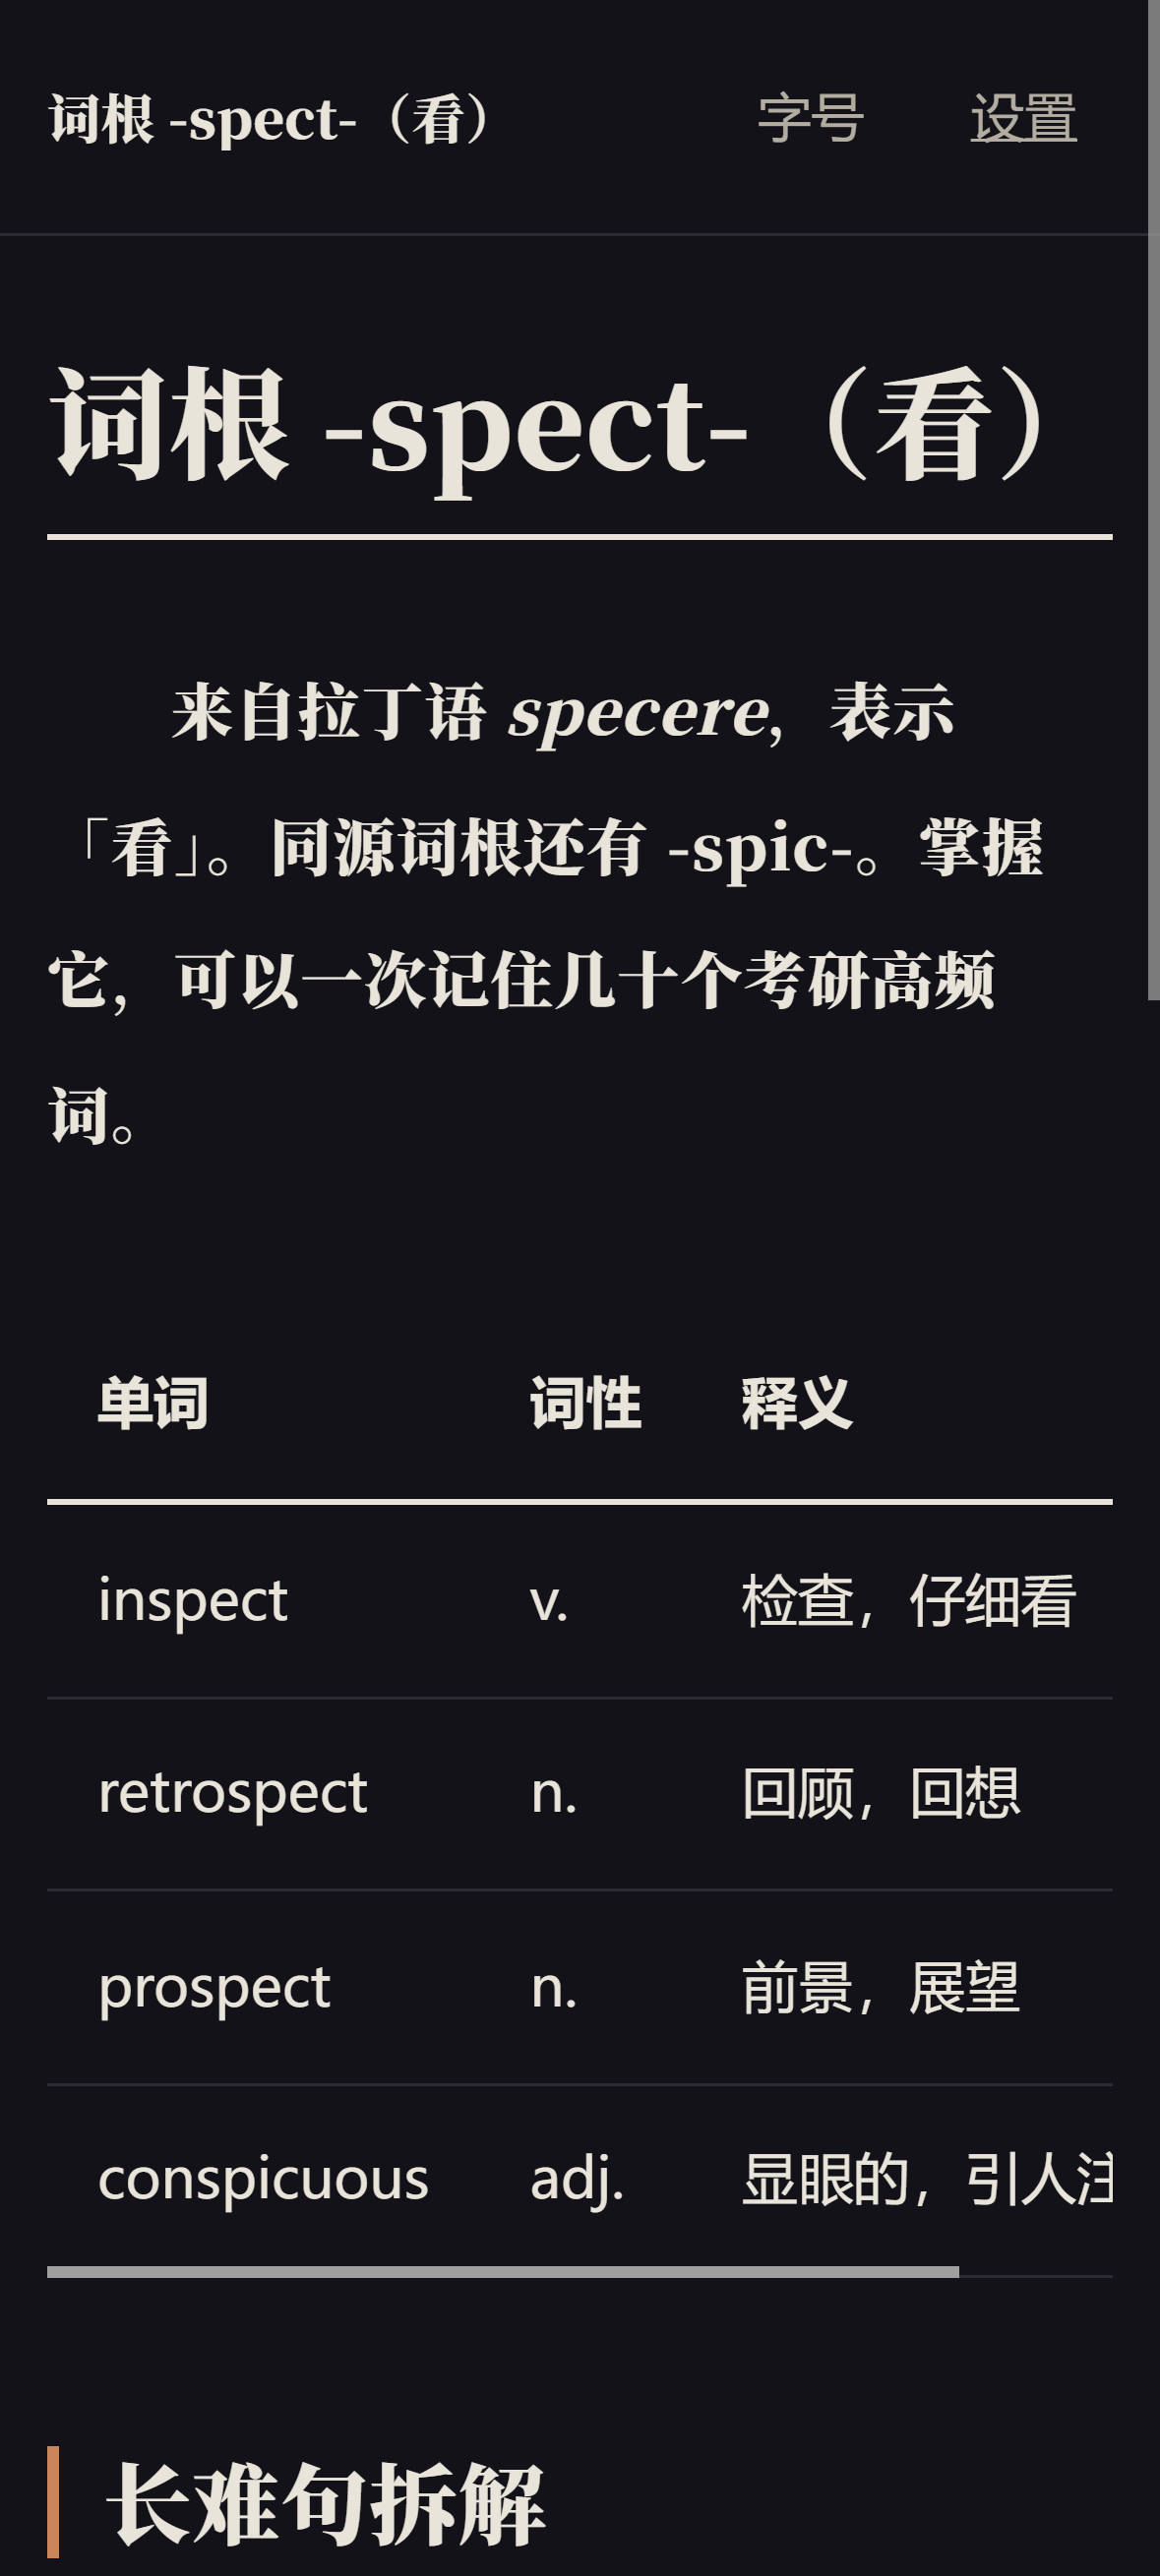 词根 -spect-（看） 字号 设置
词根 -spect-（看）
来自拉丁语 specere，表示
「看」。同源词根还有 -spic-。掌握
它，可以一次记住几十个考研高频
词。
单词 词性 释义
inspect v. 检查，仔细看
retrospect n. 回顾，回想
prospect n. 前景，展望
conspicuous adj. 显眼的，引人
长难句拆解